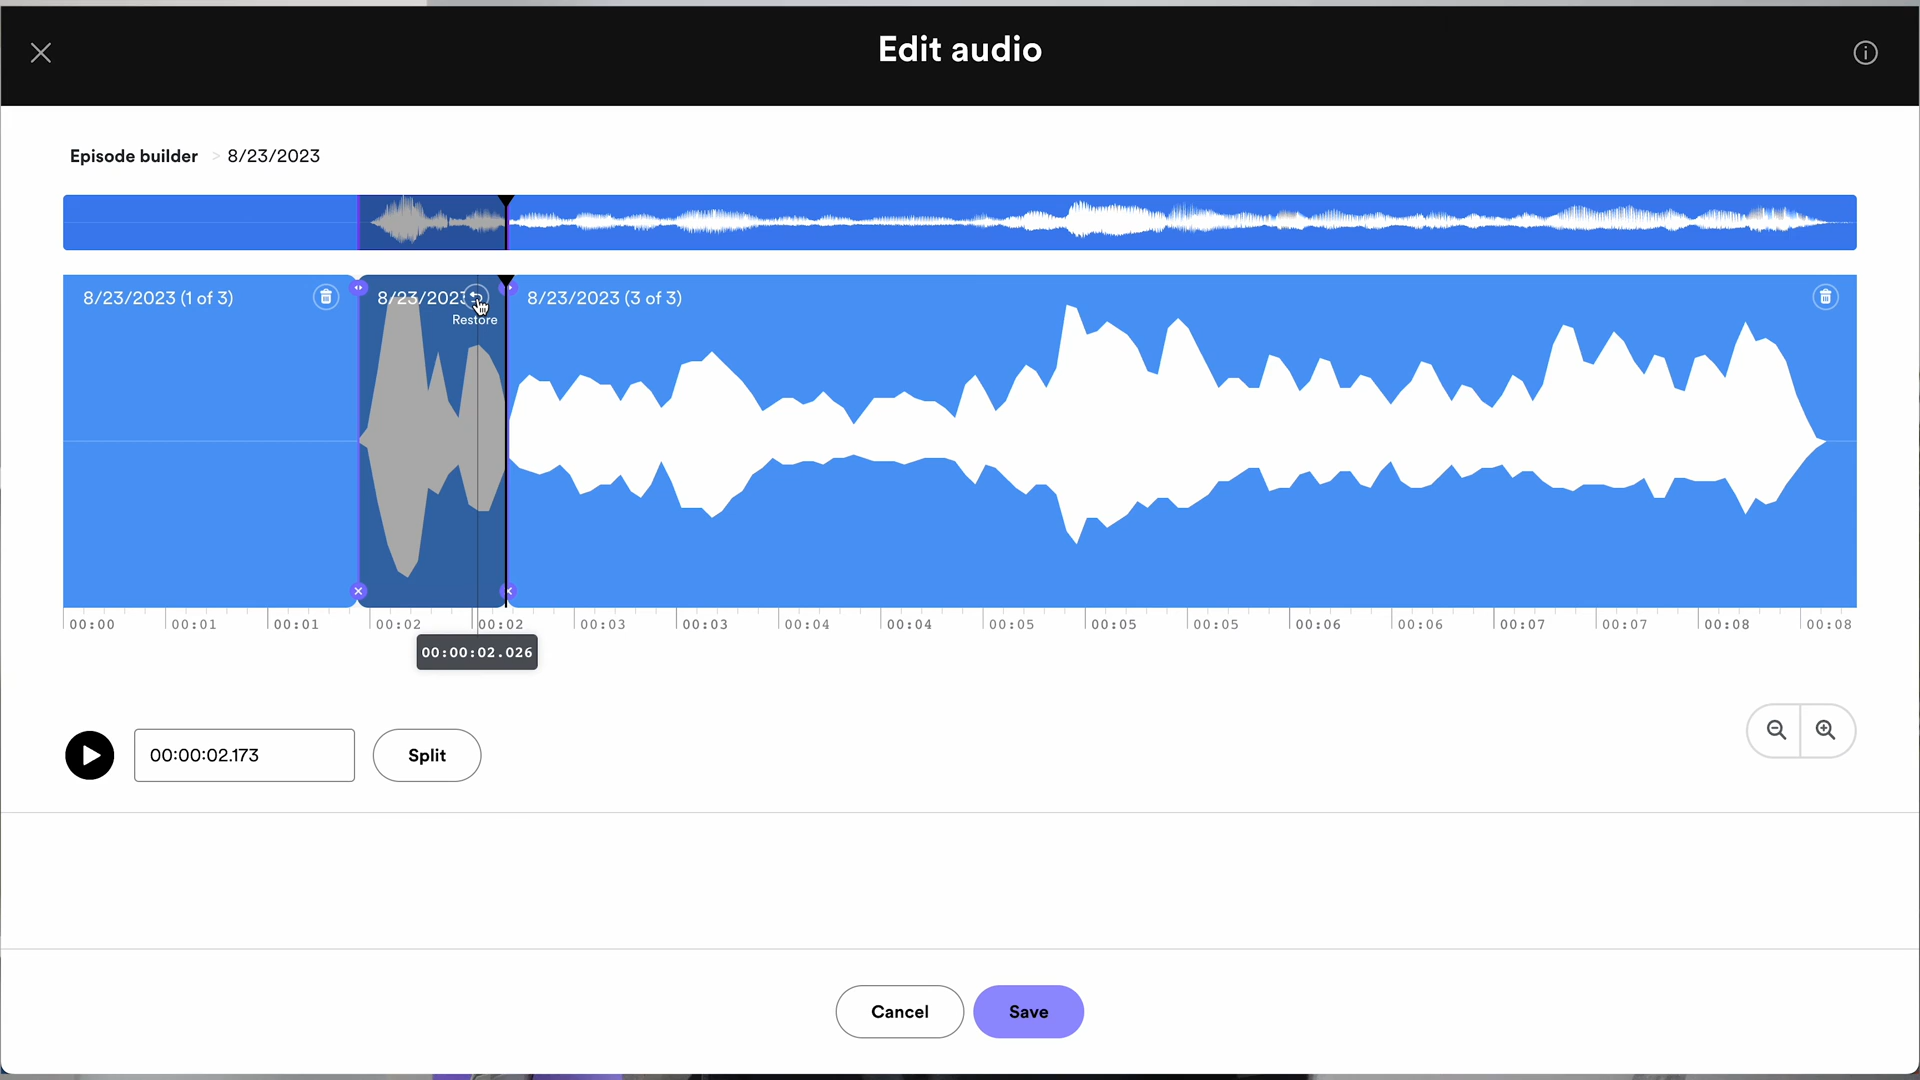 Edit audio
Episode builder > 8/23/2023
8/23/2023 (1 of 3)
8/23/2023
Restore
8/23/2023 (3 of 3)
00:00 00:01 00:01 00:02 00:02 00:03 00:03 00:04 00:04 00:05 00:05 00:05 00:06 00:06 00:07 00:07 00:08 00:08
00:00:02.026
00:00:02.173
Split
Cancel
Save